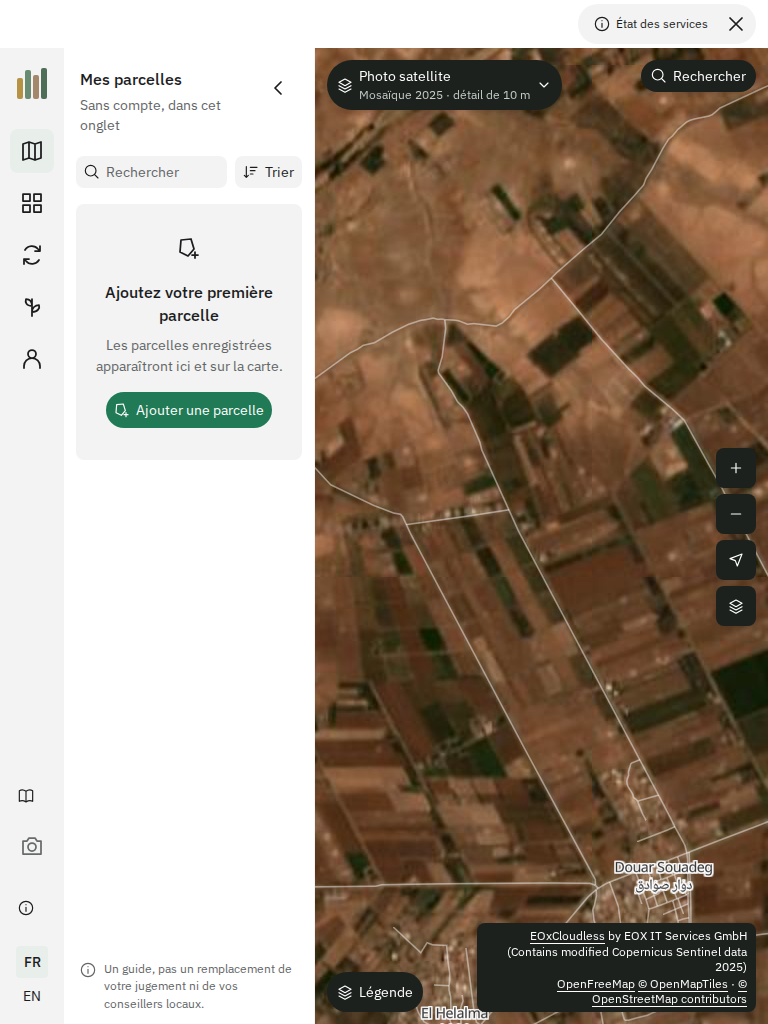 État des services
Mes parcelles
Sans compte, dans cet
onglet
Rechercher
Trier
Ajoutez votre première
parcelle
Les parcelles enregistrées
apparaîtront ici et sur la carte.
Ajouter une parcelle
FR
EN
Un guide, pas un remplacement de
votre jugement ni de vos
conseillers locaux.
Photo satellite
Mosaïque 2025 · détail de 10 m
Rechercher
Douar Souadeg
دوار صوادق
El Helalma
Légende
EOxCloudless by EOX IT Services GmbH
(Contains modified Copernicus Sentinel data
2025)
OpenFreeMap © OpenMapTiles · ©
OpenStreetMap contributors